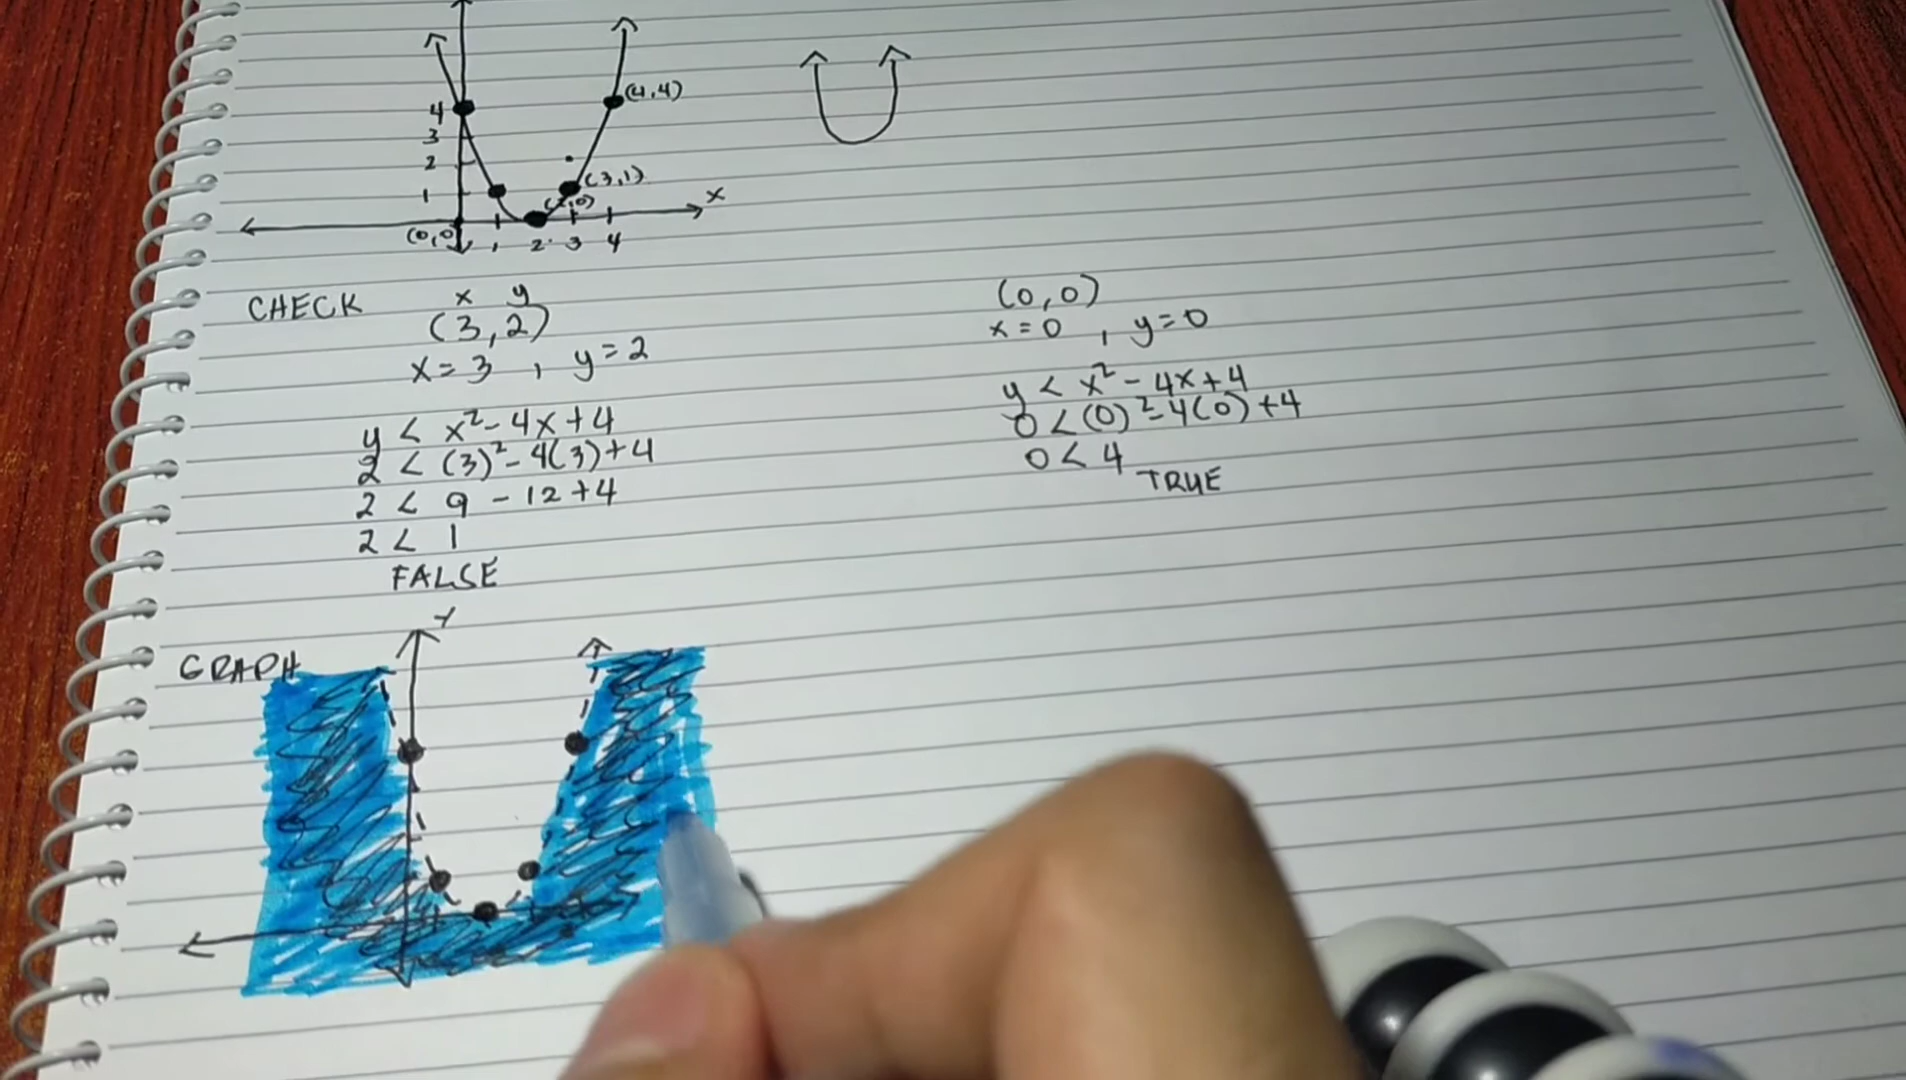 4 (4,4)
3
2
1 (3,1)
(2,0) x
(0,0) 1 2 3 4
CHECK x y
(3,2)
x = 3 , y = 2
y < x² - 4x + 4
2 < (3)² - 4(3) + 4
2 < 9 - 12 + 4
2 < 1
FALSE
(0,0)
x = 0 , y = 0
y < x² - 4x + 4
0 < (0)² - 4(0) + 4
0 < 4
TRUE
GRAPH Y